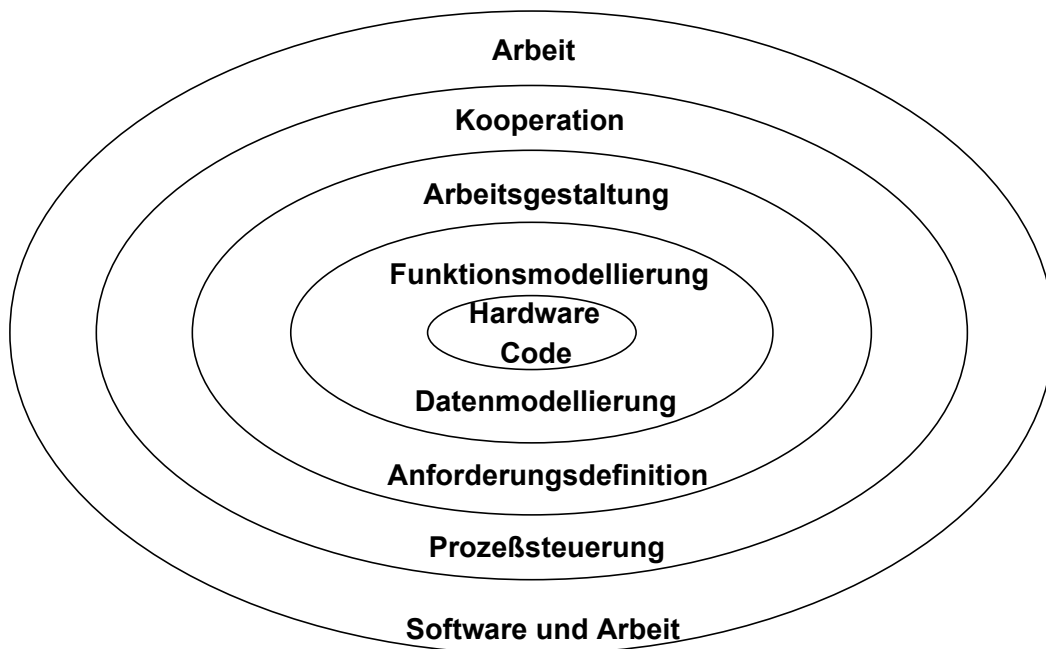 Arbeit
Kooperation
Arbeitsgestaltung
Funktionsmodellierung
Hardware
Code
Datenmodellierung
Anforderungsdefinition
Prozeßsteuerung
Software und Arbeit